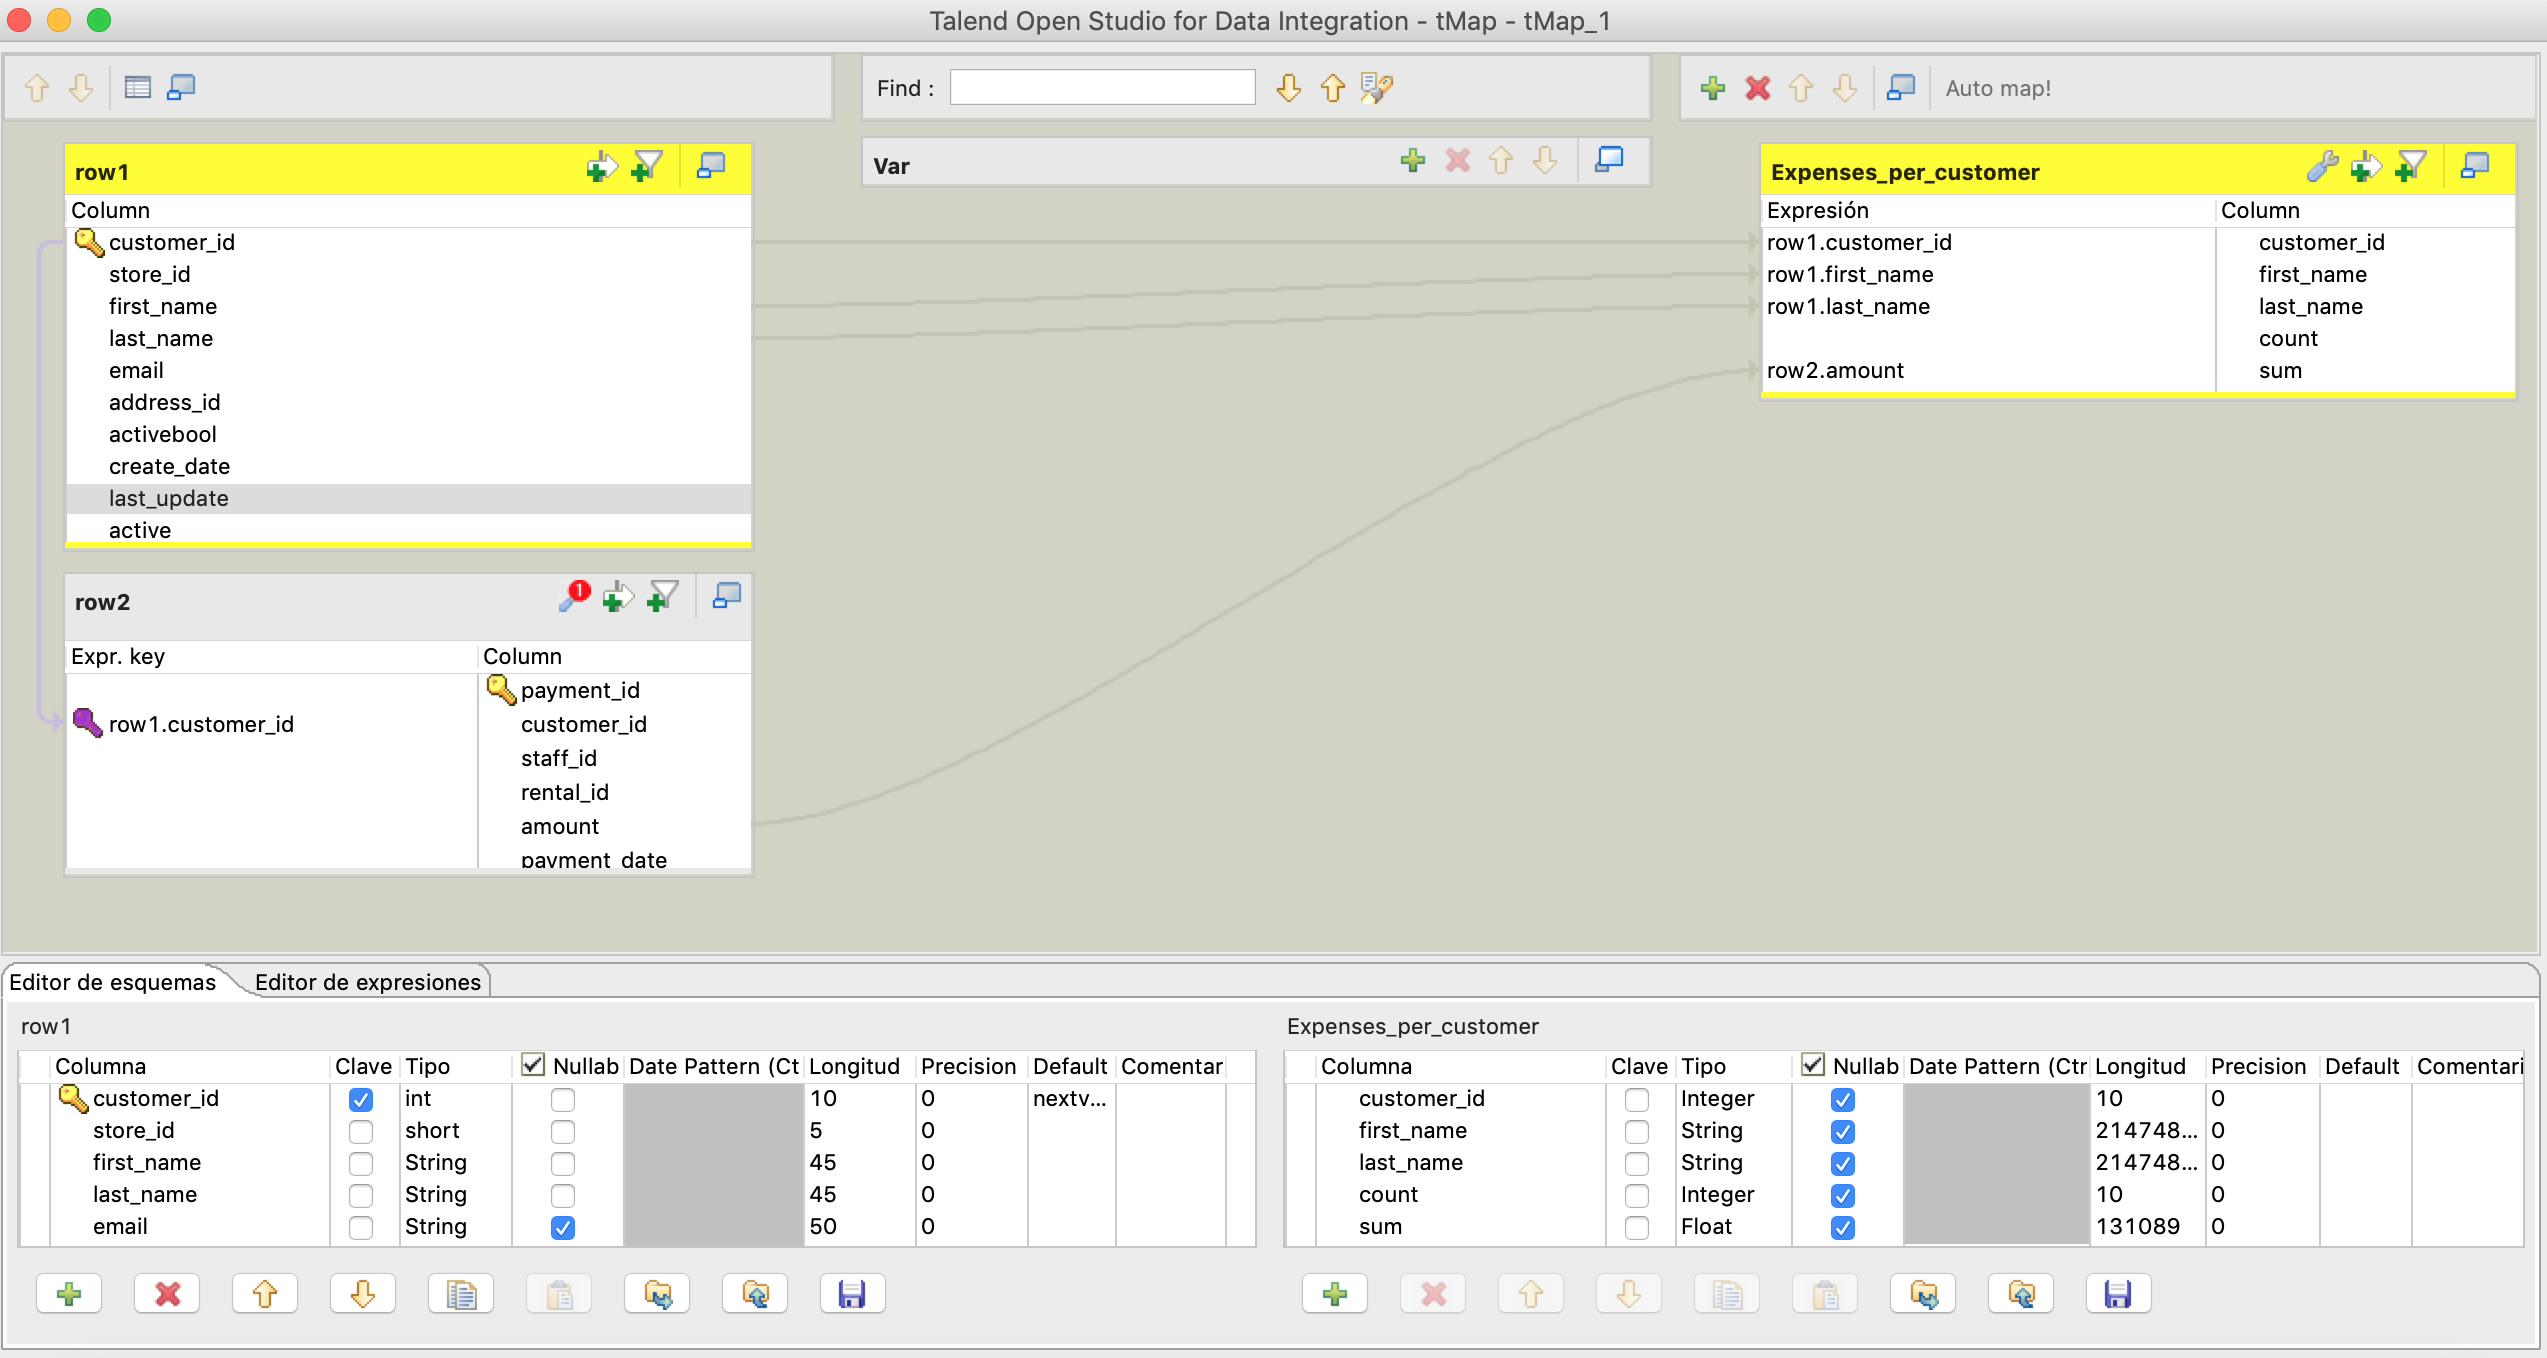 Talend Open Studio for Data Integration - tMap - tMap_1
Find :
Auto map!
row1
Column
customer_id
store_id
first_name
last_name
email
address_id
activebool
create_date
last_update
active
Var
Expenses_per_customer
Expresión Column
row1.customer_id customer_id
row1.first_name first_name
row1.last_name last_name
count
row2.amount sum
row2
1
Expr. key Column
payment_id
row1.customer_id customer_id
staff_id
rental_id
amount
payment_date
Editor de esquemas Editor de expresiones
row1
Columna Clave Tipo Nullab Date Pattern (Ct Longitud Precision Default Comentar
customer_id int 10 0 nextv...
store_id short 5 0
first_name String 45 0
last_name String 45 0
email String 50 0
Expenses_per_customer
Columna Clave Tipo Nullab Date Pattern (Ctr Longitud Precision Default Comentari
customer_id Integer 10 0
first_name String 214748... 0
last_name String 214748... 0
count Integer 10 0
sum Float 131089 0